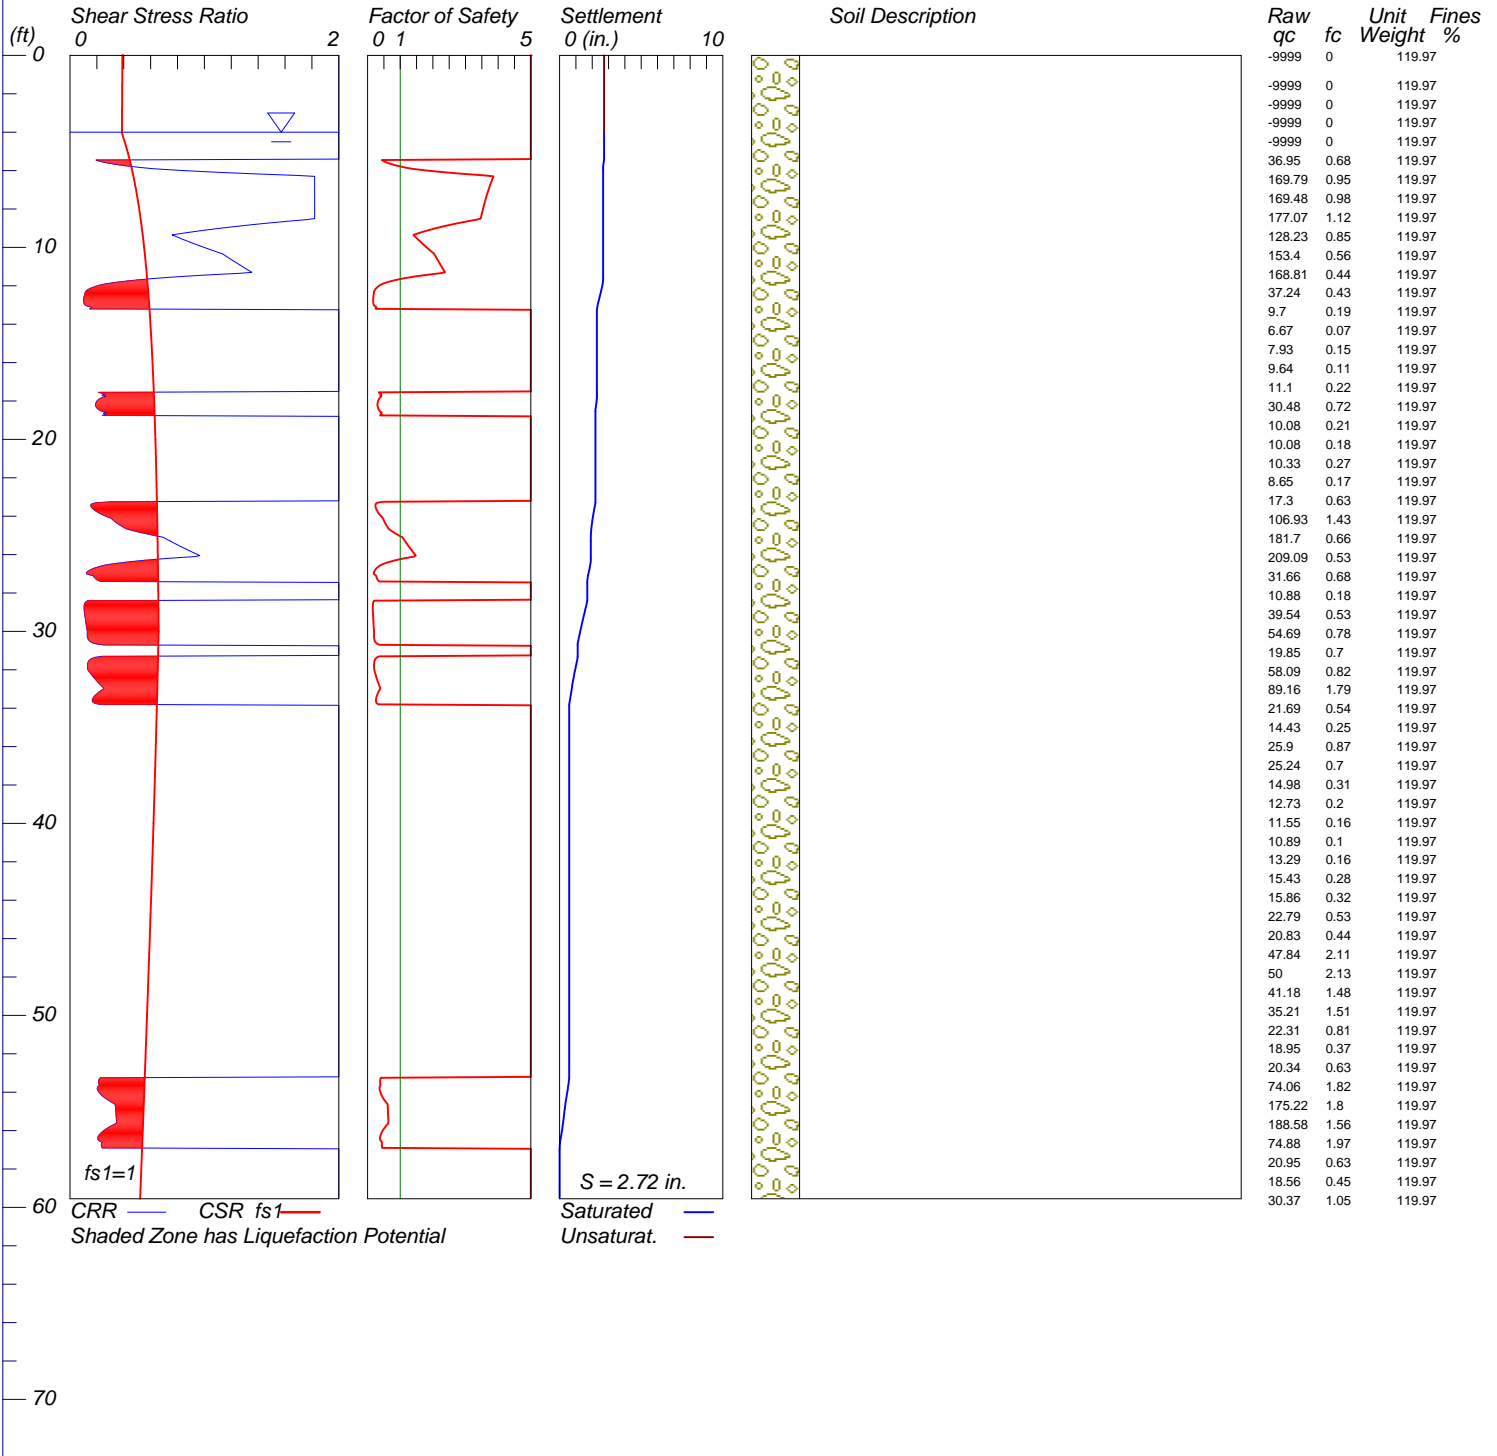 Shear Stress Ratio Factor of Safety Settlement Soil Description Raw Unit Fines
(ft) 0 2 0 1 5 0 (in.) 10 qc fc Weight %
0 -9999 0 119.97
-9999 0 119.97
-9999 0 119.97
-9999 0 119.97
-9999 0 119.97
36.95 0.68 119.97
169.79 0.95 119.97
169.48 0.98 119.97
177.07 1.12 119.97
10 128.23 0.85 119.97
153.4 0.56 119.97
168.81 0.44 119.97
37.24 0.43 119.97
9.7 0.19 119.97
6.67 0.07 119.97
7.93 0.15 119.97
9.64 0.11 119.97
11.1 0.22 119.97
30.48 0.72 119.97
20 10.08 0.21 119.97
10.08 0.18 119.97
10.33 0.27 119.97
8.65 0.17 119.97
17.3 0.63 119.97
106.93 1.43 119.97
181.7 0.66 119.97
209.09 0.53 119.97
31.66 0.68 119.97
10.88 0.18 119.97
39.54 0.53 119.97
30 54.69 0.78 119.97
19.85 0.7 119.97
58.09 0.82 119.97
89.16 1.79 119.97
21.69 0.54 119.97
14.43 0.25 119.97
25.9 0.87 119.97
25.24 0.7 119.97
14.98 0.31 119.97
12.73 0.2 119.97
40 11.55 0.16 119.97
10.89 0.1 119.97
13.29 0.16 119.97
15.43 0.28 119.97
15.86 0.32 119.97
22.79 0.53 119.97
20.83 0.44 119.97
47.84 2.11 119.97
50 2.13 119.97
41.18 1.48 119.97
50 35.21 1.51 119.97
22.31 0.81 119.97
18.95 0.37 119.97
20.34 0.63 119.97
74.06 1.82 119.97
175.22 1.8 119.97
188.58 1.56 119.97
74.88 1.97 119.97
20.95 0.63 119.97
fs1=1 S = 2.72 in. 18.56 0.45 119.97
60 30.37 1.05 119.97
CRR CSR fs1 Saturated
Shaded Zone has Liquefaction Potential Unsaturat.
70